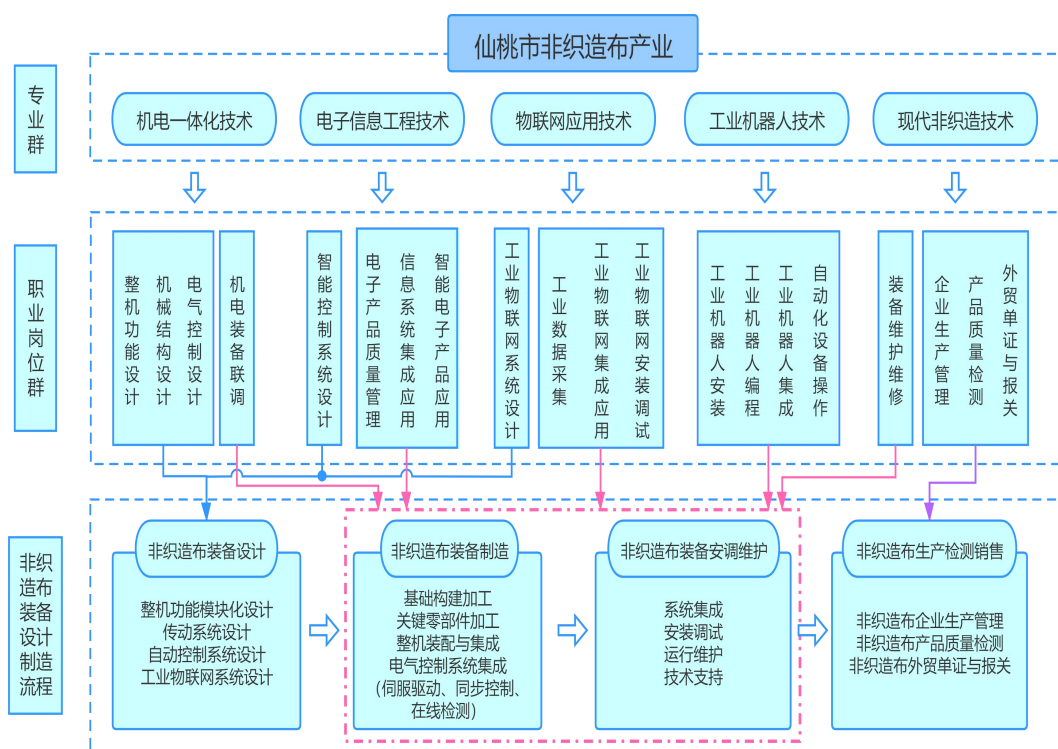 仙桃市非织造布产业
专业群
机电一体化技术
电子信息工程技术
物联网应用技术
工业机器人技术
现代非织造技术
职业岗位群
整机功能设计
机械结构设计
电气控制设计
机电装备联调
智能控制系统设计
电子产品质量管理
信息系统集成应用
智能电子产品应用
工业物联网系统设计
工业数据采集
工业物联网集成应用
工业物联网安装调试
工业机器人安装
工业机器人编程
工业机器人集成
自动化设备操作
装备维护维修
企业生产管理
产品质量检测
外贸单证与报关
非织
造布
装备
设计
制造
流程
非织造布装备设计
整机功能模块化设计
传动系统设计
自动控制系统设计
工业物联网系统设计
非织造布装备制造
基础构建加工
关键零部件加工
整机装配与集成
电气控制系统集成
(伺服驱动、同步控制、
在线检测)
非织造布装备安调维护
系统集成
安装调试
运行维护
技术支持
非织造布生产检测销售
非织造布企业生产管理
非织造布产品质量检测
非织造布外贸单证与报关